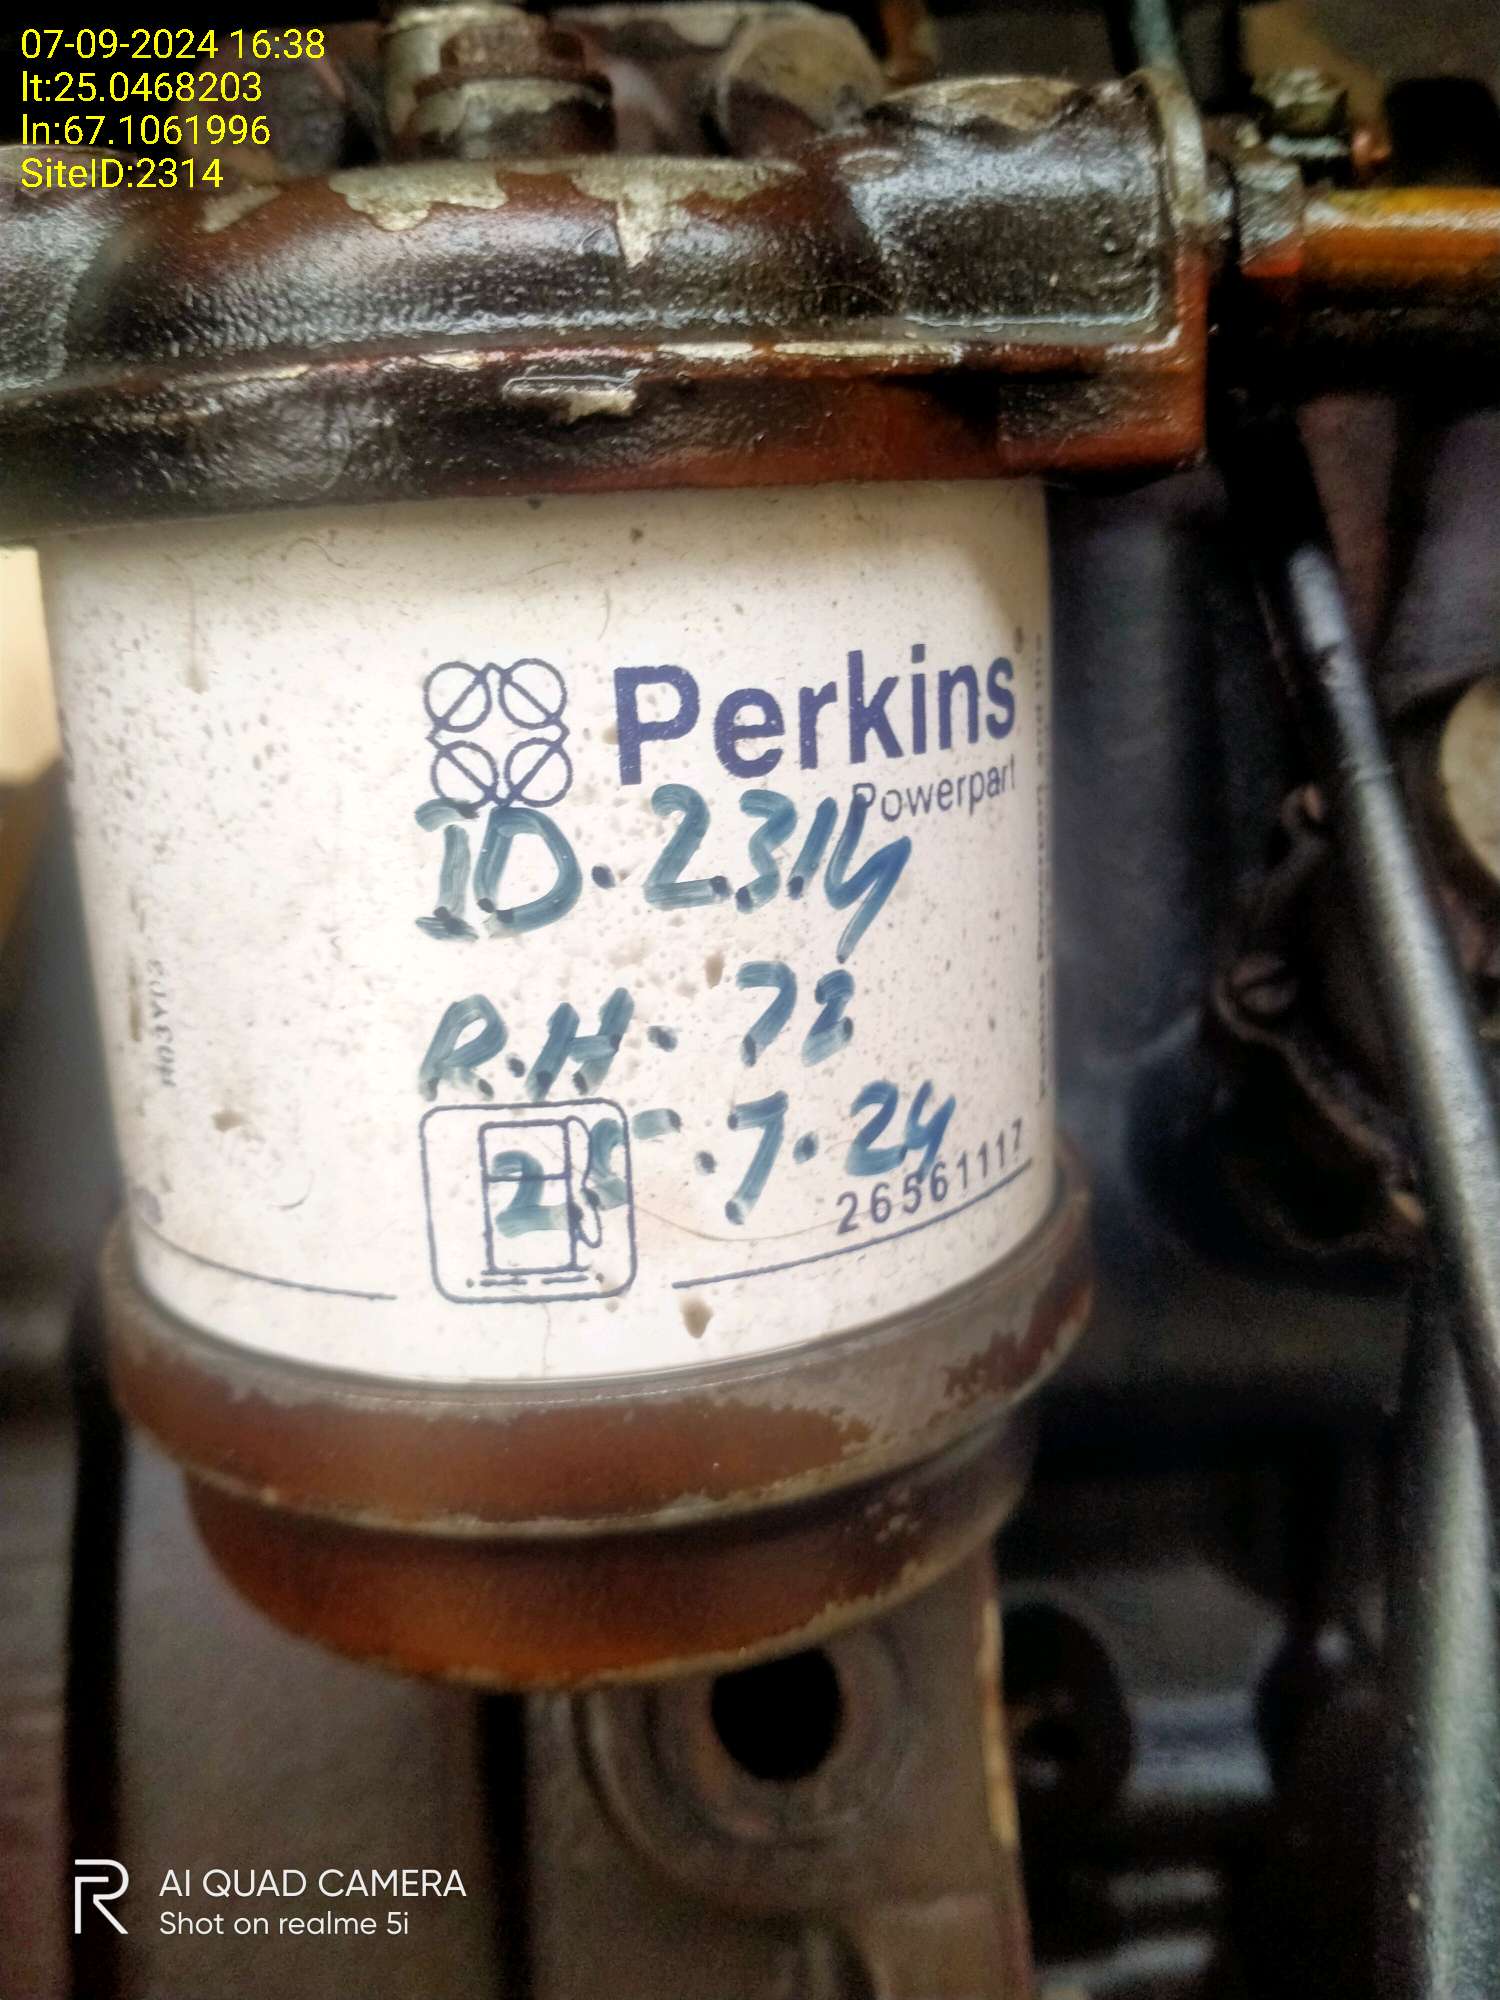 07-09-2024 16:38
lt:25.0468203
ln:67.1061996
SiteID:2314
Perkins
Powerpart
ID.2314
R.H. 72
25.7.24
26561117
AI QUAD CAMERA
Shot on realme 5i